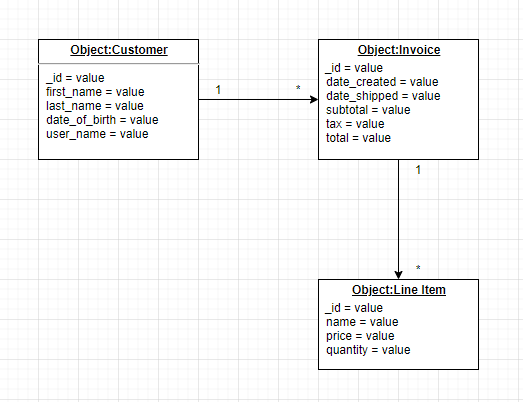 Object:Customer
_id = value
first_name = value
last_name = value
date_of_birth = value
user_name = value
1
*
Object:Invoice
_id = value
date_created = value
date_shipped = value
subtotal = value
tax = value
total = value
1
*
Object:Line Item
_id = value
name = value
price = value
quantity = value